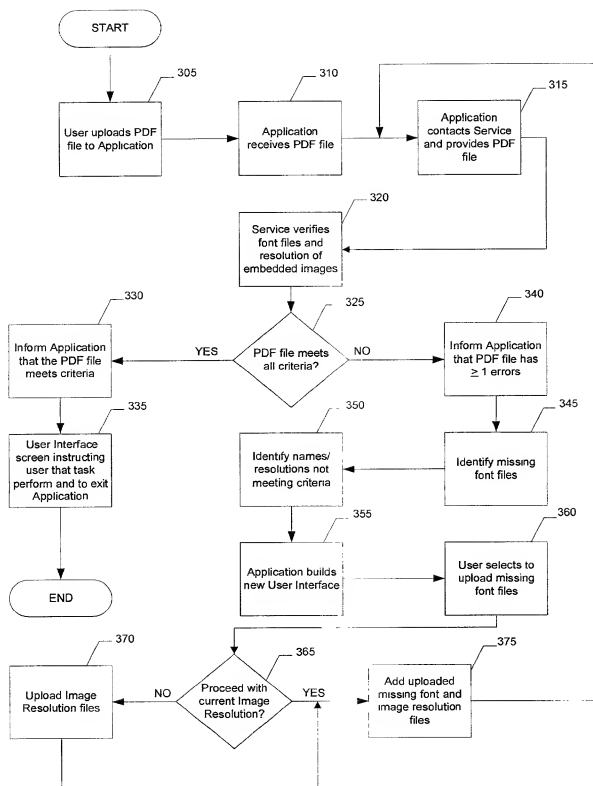 START
305
User uploads PDF
file to Application
310
Application
receives PDF file
315
Application
contacts Service
and provides PDF
file
320
Service verifies
font files and
resolution of
embedded images
325
PDF file meets
all criteria?
YES
NO
330
Inform Application
that the PDF file
meets criteria
340
Inform Application
that PDF file has
≥ 1 errors
335
User Interface
screen instructing
user that task
perform and to exit
Application
350
Identify names/
resolutions not
meeting criteria
345
Identify missing
font files
355
Application builds
new User Interface
360
User selects to
upload missing
font files
END
370
Upload Image
Resolution files
365
Proceed with
current Image
Resolution?
NO
YES
375
Add uploaded
missing font and
image resolution
files